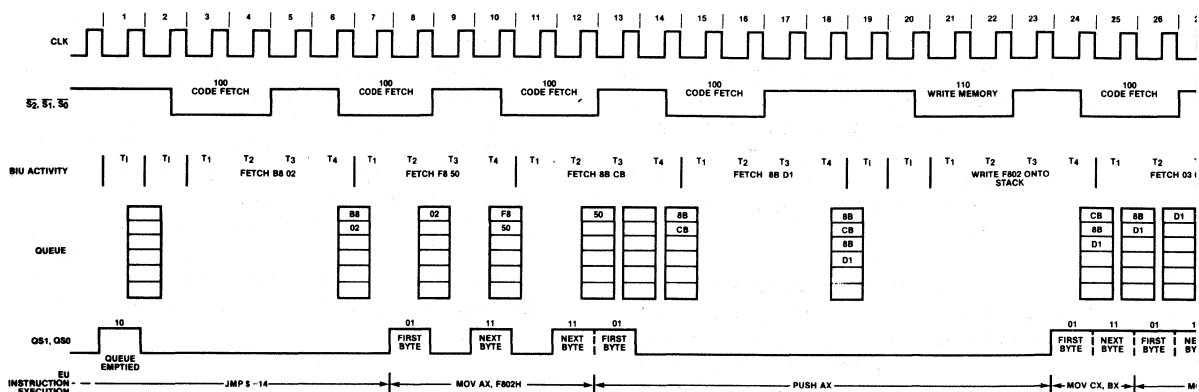 1 2 3 4 5 6 7 8 9 10 11 12 13 14 15 16 17 18 19 20 21 22 23 24 25 26
CLK
100 100 100 100 110 100
S2, S1, S0 CODE FETCH CODE FETCH CODE FETCH CODE FETCH WRITE MEMORY CODE FETCH
BIU ACTIVITY TI TI T1 T2 T3 T4 T1 T2 T3 T4 T1 T2 T3 T4 T1 T2 T3 T4 TI TI T1 T2 T3 T4 T1 T2
FETCH B8 02 FETCH F8 50 FETCH 8B CB FETCH 8B D1 WRITE F802 ONTO FETCH 03
STACK
B8 02 F8 50 8B 8B CB 8B D1
02 50 CB CB 8B D1
QUEUE 8B D1
D1
10 01 11 11 01 01 11 01
QS1, QS0 FIRST NEXT NEXT FIRST FIRST NEXT FIRST
BYTE BYTE BYTE BYTE BYTE BYTE BYTE
QUEUE
EMPTIED
EU
INSTRUCTION JMP $ -14 MOV AX, F802H PUSH AX MOV CX, BX
EXECUTION